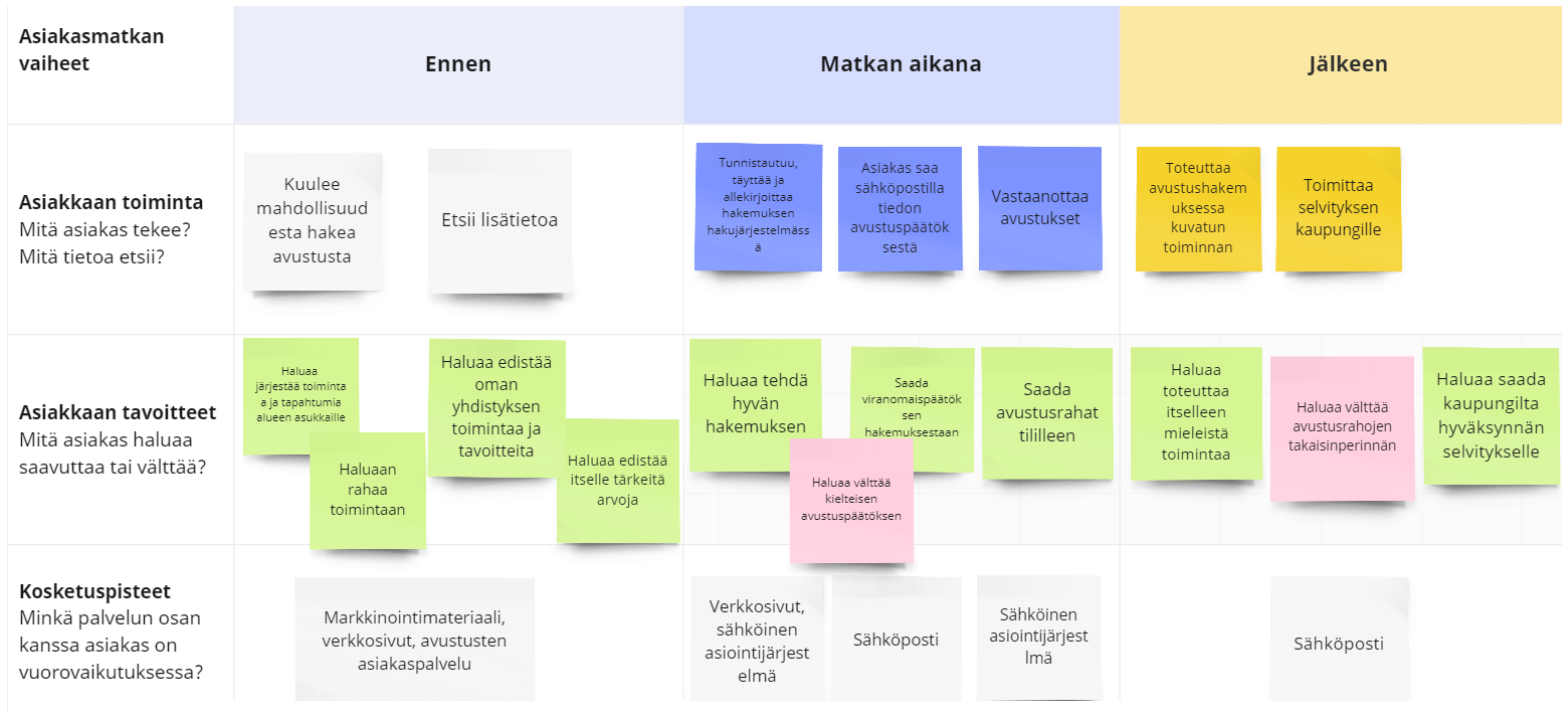 Asiakasmatkan
vaiheet
Ennen
Matkan aikana
Jälkeen
Asiakkaan toiminta
Mitä asiakas tekee?
Mitä tietoa etsii?
Kuulee
mahdollisuud
esta hakea
avustusta
Etsii lisätietoa
Tunnistautuu,
täyttää ja
allekirjoittaa
hakemuksen
hakujärjestelmäss
ä
Asiakas saa
sähköpostilla
tiedon
avustuspäätök
sestä
Vastaanottaa
avustukset
Toteuttaa
avustushakem
uksessa
kuvatun
toiminnan
Toimittaa
selvityksen
kaupungille
Asiakkaan tavoitteet
Mitä asiakas haluaa
saavuttaa tai välttää?
Haluaa
järjestää toiminta
a ja tapahtumia
alueen asukkaille
Haluaan
rahaa
toimintaan
Haluaa edistää
oman
yhdistyksen
toimintaa ja
tavoitteita
Haluaa edistää
itselle tärkeitä
arvoja
Haluaa tehdä
hyvän
hakemuksen
Haluaa välttää
kielteisen
avustuspäätöksen
Saada
viranomaispäätök
sen
hakemuksestaan
Saada
avustusrahat
tililleen
Haluaa
toteuttaa
itselleen
mieleistä
toimintaa
Haluaa välttää
avustusrahojen
takaisinperinnän
Haluaa saada
kaupungilta
hyväksynnän
selvitykselle
Kosketuspisteet
Minkä palvelun osan
kanssa asiakas on
vuorovaikutuksessa?
Markkinointimateriaali,
verkkosivut, avustusten
asiakaspalvelu
Verkkosivut,
sähköinen
asiointijärjest
elmä
Sähköposti
Sähköinen
asiointijärjest
lmä
Sähköposti